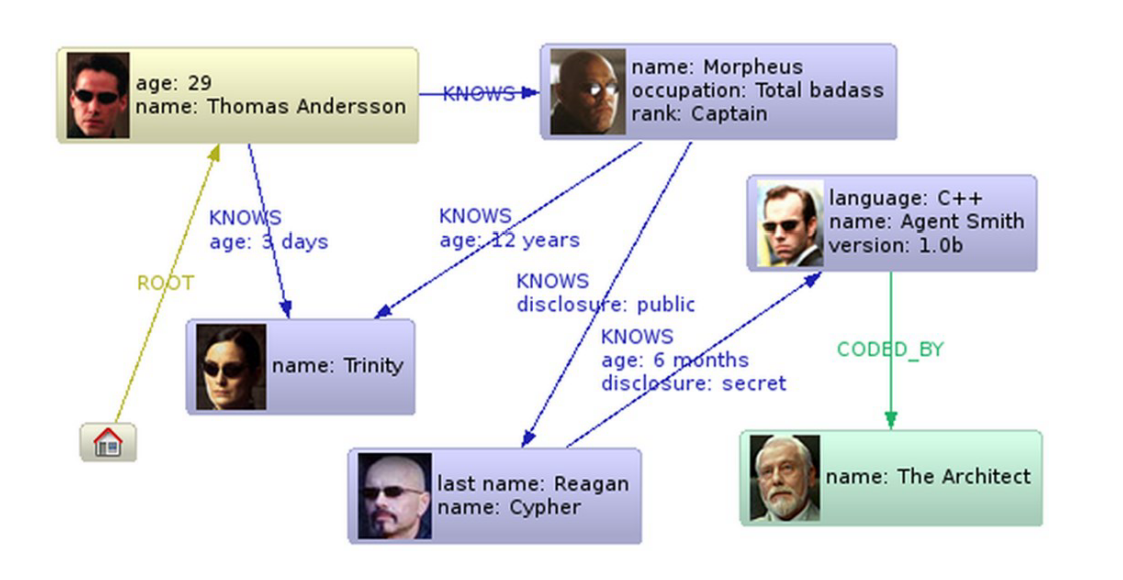 age: 29
name: Thomas Andersson
KNOWS
name: Morpheus
occupation: Total badass
rank: Captain
KNOWS
age: 3 days
KNOWS
age: 12 years
language: C++
name: Agent Smith
version: 1.0b
ROOT
KNOWS
disclosure: public
KNOWS
age: 6 months
disclosure: secret
CODED_BY
name: Trinity
last name: Reagan
name: Cypher
name: The Architect